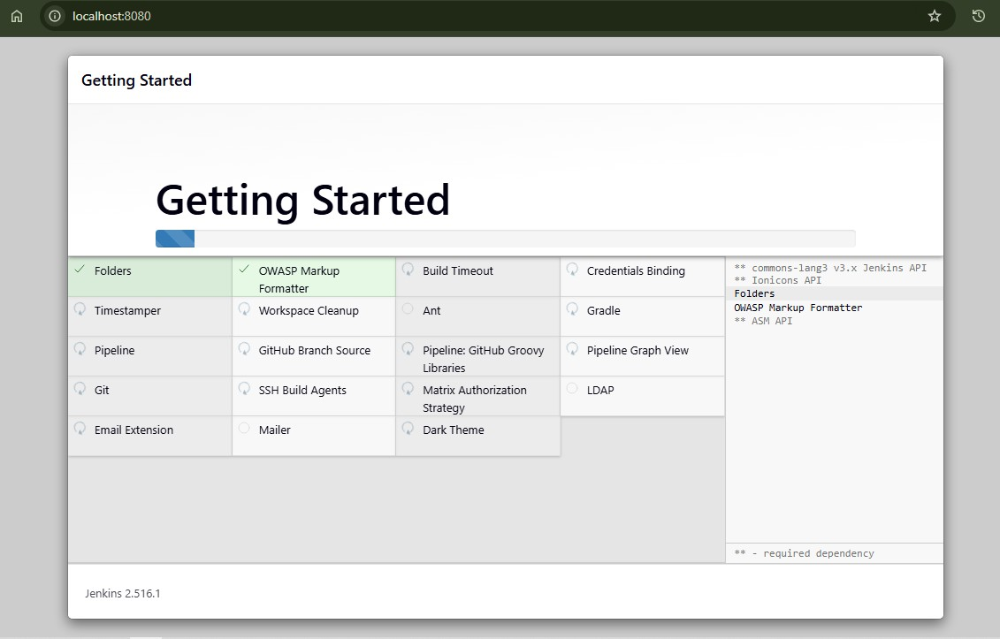 localhost:8080
Getting Started
Getting Started
Folders
OWASP Markup
Formatter
Build Timeout
Credentials Binding
Timestamper
Workspace Cleanup
Ant
Gradle
Pipeline
GitHub Branch Source
Pipeline: GitHub Groovy
Libraries
Pipeline Graph View
Git
SSH Build Agents
Matrix Authorization
Strategy
LDAP
Email Extension
Mailer
Dark Theme
** commons-lang3 v3.x Jenkins API
** Ionicons API
Folders
OWASP Markup Formatter
** ASM API
** - required dependency
Jenkins 2.516.1